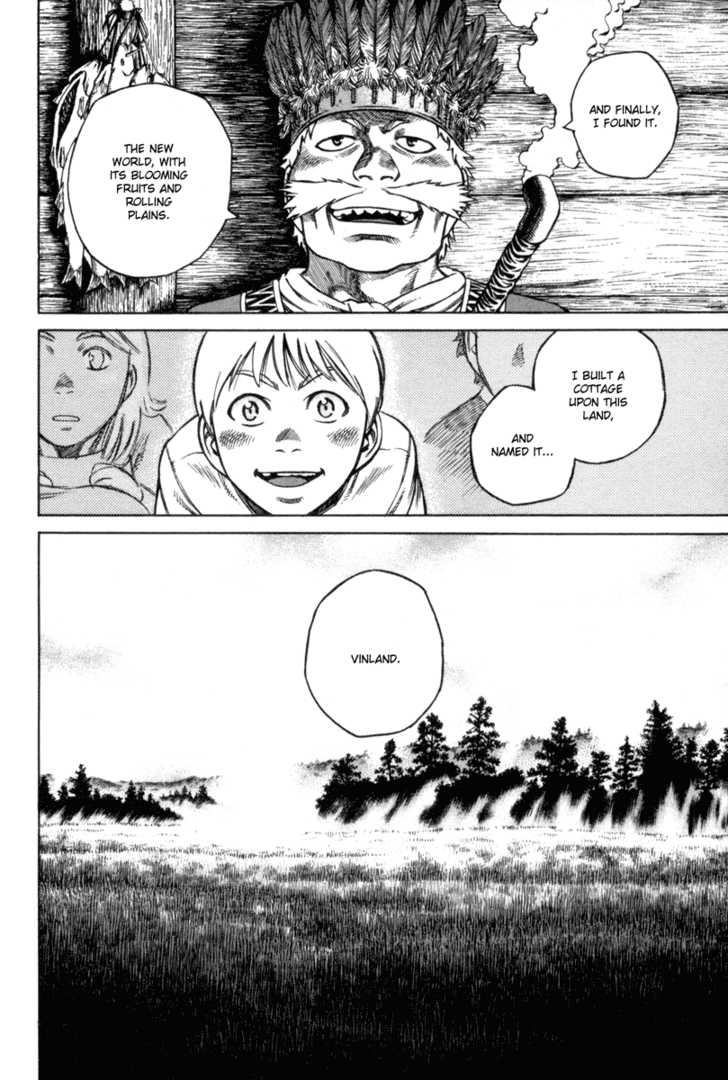 AND FINALLY,
I FOUND IT.
THE NEW
WORLD, WITH
ITS BLOOMING
FRUITS AND
ROLLING
PLAINS.
I BUILT A
COTTAGE
UPON THIS
LAND,
AND
NAMED IT...
VINLAND.